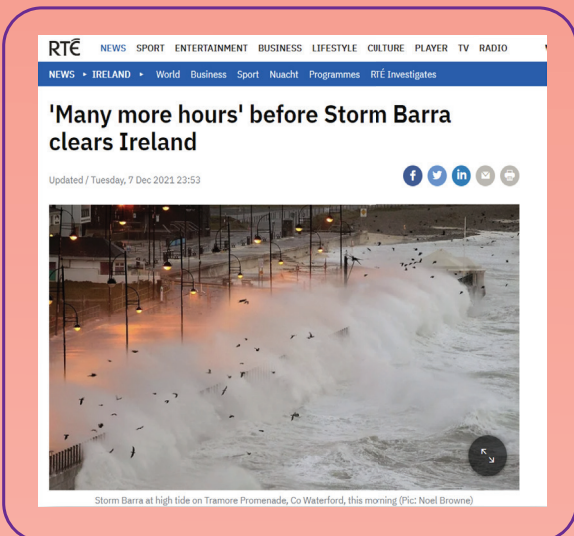 RTÉ NEWS SPORT ENTERTAINMENT BUSINESS LIFESTYLE CULTURE PLAYER TV RADIO
NEWS ▸ IRELAND ▸ World Business Sport Nuacht Programmes RTÉ Investigates
'Many more hours' before Storm Barra
clears Ireland
Updated / Tuesday, 7 Dec 2021 23:53
Storm Barra at high tide on Tramore Promenade, Co Waterford, this morning (Pic: Noel Browne)